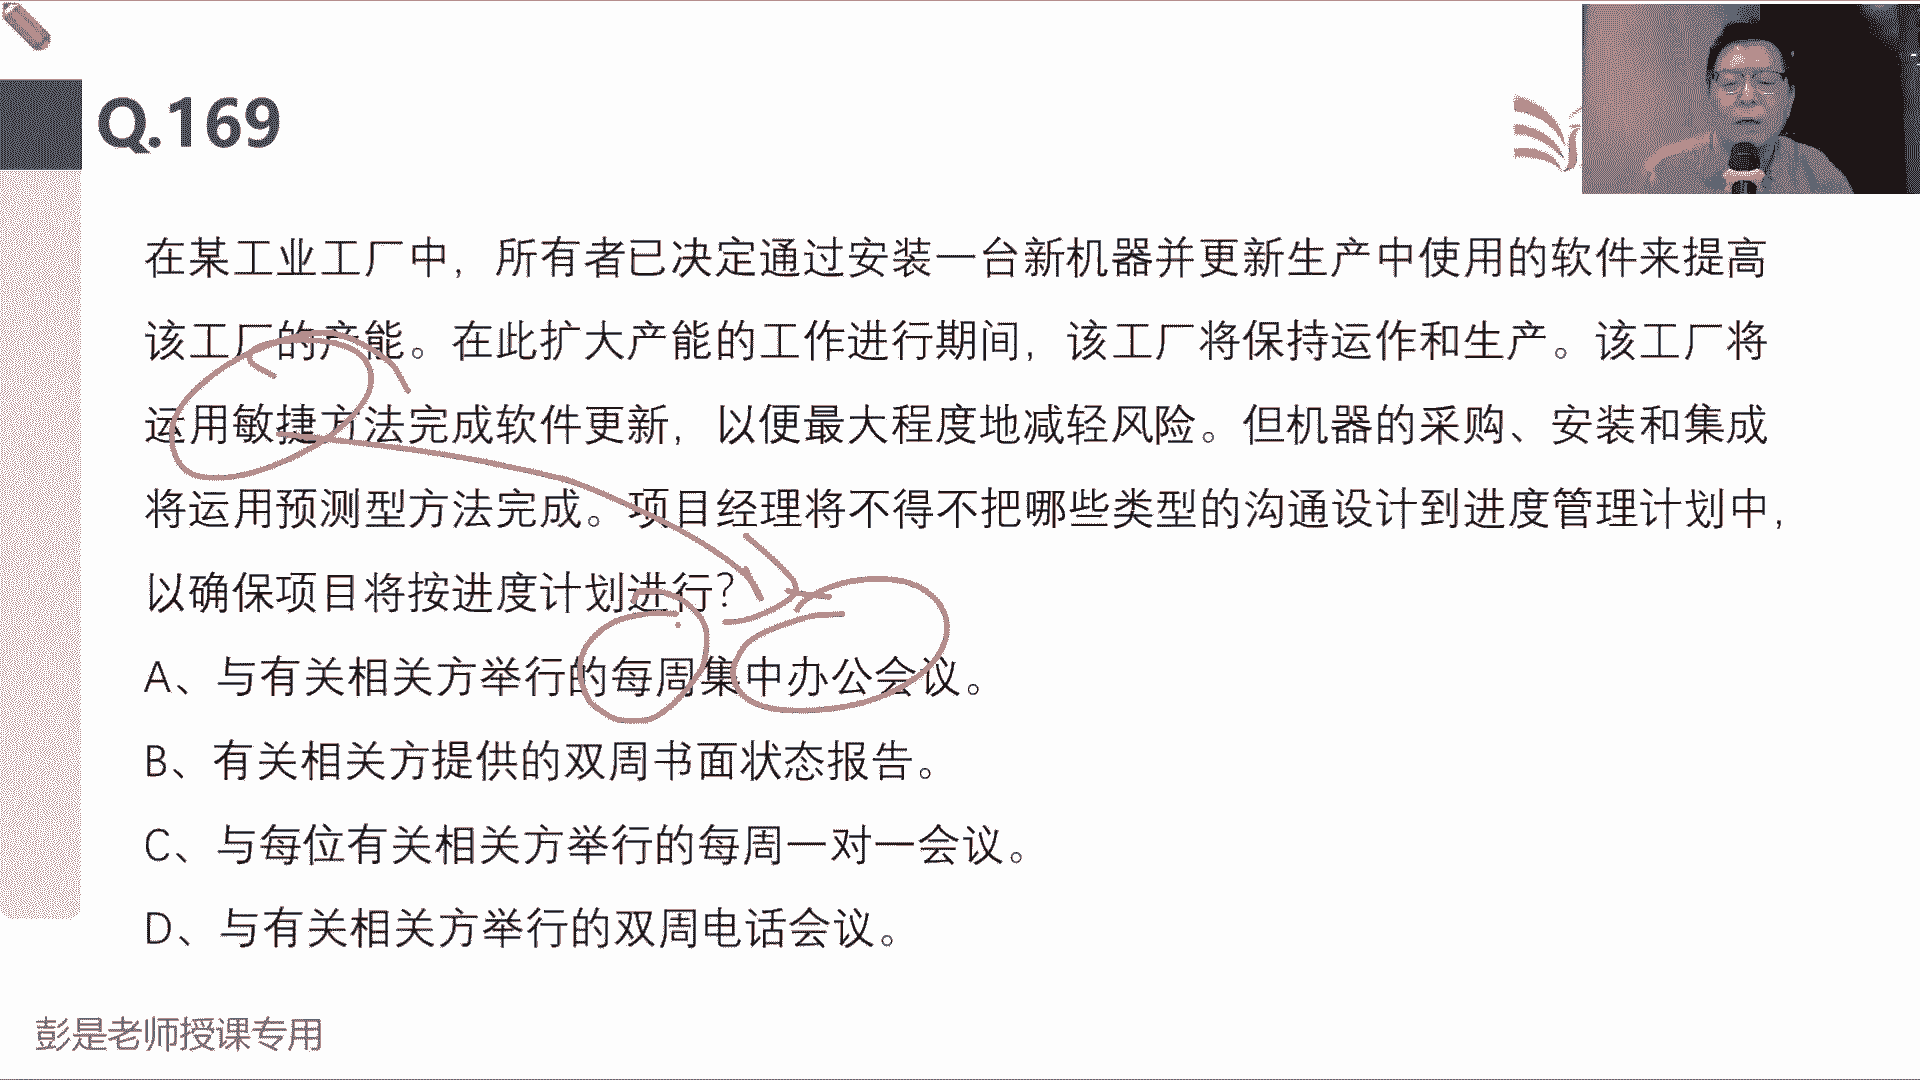 Q.169
在某工业工厂中，所有者已决定通过安装一台新机器并更新生产中使用的软件来提高
该工厂的产能。在此扩大产能的工作进行期间，该工厂将保持运作和生产。该工厂将
运用敏捷方法完成软件更新，以便最大程度地减轻风险。但机器的采购、安装和集成
将运用预测型方法完成。项目经理将不得不把哪些类型的沟通设计到进度管理计划中，
以确保项目将按进度计划进行？
A、与有关相关方举行的每周集中办公会议。
B、有关相关方提供的双周书面状态报告。
C、与每位有关相关方举行的每周一对一会议。
D、与有关相关方举行的双周电话会议。
彭是老师授课专用